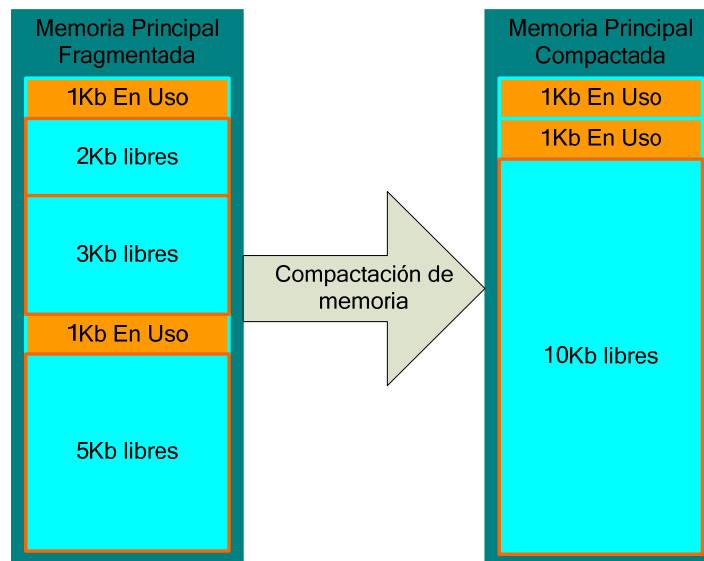 Memoria Principal
Fragmentada
1Kb En Uso
2Kb libres
3Kb libres
1Kb En Uso
5Kb libres
Compactación de
memoria
Memoria Principal
Compactada
1Kb En Uso
1Kb En Uso
10Kb libres